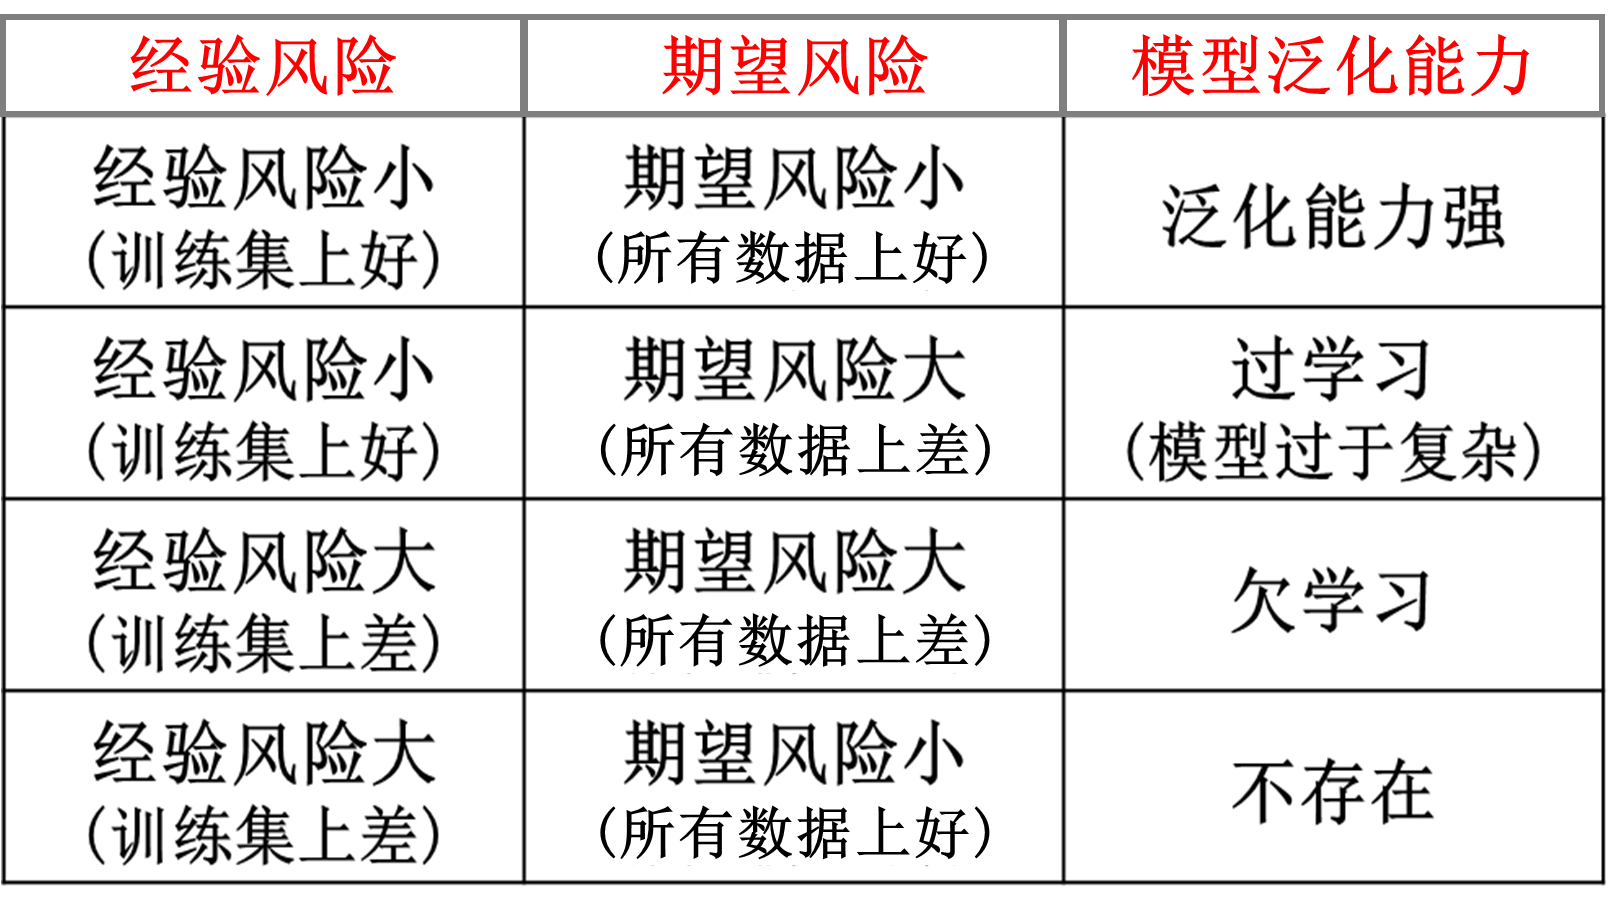 经验风险 期望风险 模型泛化能力
经验风险小 期望风险小 泛化能力强
(训练集上好) (所有数据上好)
经验风险小 期望风险大 过学习
(训练集上好) (所有数据上差) (模型过于复杂)
经验风险大 期望风险大 欠学习
(训练集上差) (所有数据上差)
经验风险大 期望风险小 不存在
(训练集上差) (所有数据上好)